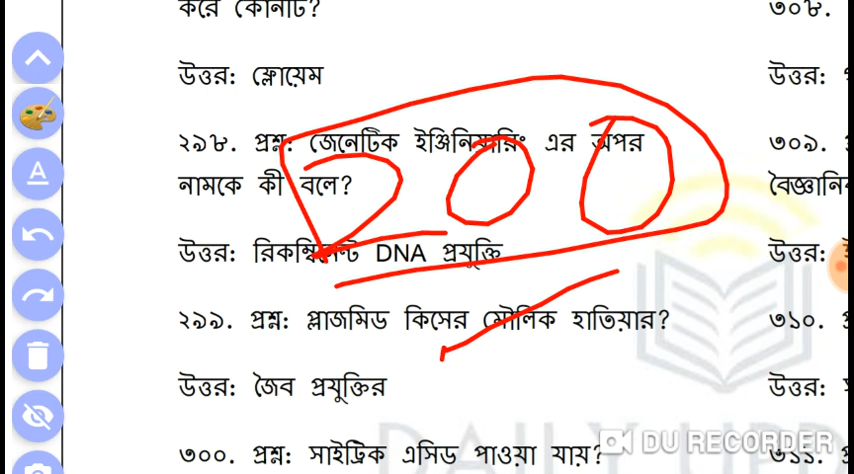 করে কোনটি?
উত্তর: ফ্লোয়েম
২৯৮. প্রশ্ন: জেনেটিক ইঞ্জিনিয়ারিং এর অপর
নামকে কী বলে?
উত্তর: রিকম্বিনেন্ট DNA প্রযুক্তি
২৯৯. প্রশ্ন: প্লাজমিড কিসের মৌলিক হাতিয়ার?
উত্তর: জৈব প্রযুক্তির
৩০০. প্রশ্ন: সাইট্রিক এসিড পাওয়া যায়?
200
৩০৮.
উত্তর:
৩০৯.
বৈজ্ঞানি
উত্তর:
৩১০.
উত্তর:
৩১১.
DAILY
DU RECORDER
A